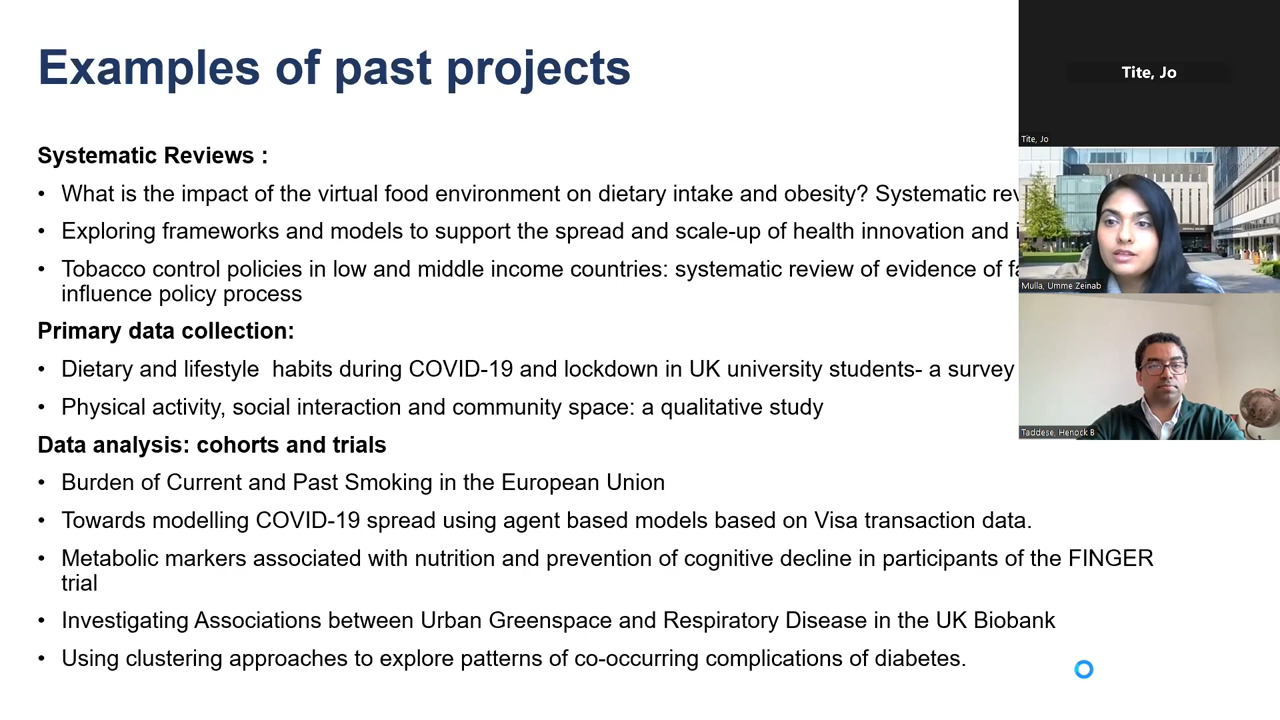 Examples of past projects
Systematic Reviews :
• What is the impact of the virtual food environment on dietary intake and obesity? Systematic
• Exploring frameworks and models to support the spread and scale-up of health innovation and
• Tobacco control policies in low and middle income countries: systematic review of evidence of
influence policy process
Primary data collection:
• Dietary and lifestyle habits during COVID-19 and lockdown in UK university students- a survey
• Physical activity, social interaction and community space: a qualitative study
Data analysis: cohorts and trials
• Burden of Current and Past Smoking in the European Union
• Towards modelling COVID-19 spread using agent based models based on Visa transaction data.
• Metabolic markers associated with nutrition and prevention of cognitive decline in participants of the FINGER
trial
• Investigating Associations between Urban Greenspace and Respiratory Disease in the UK Biobank
• Using clustering approaches to explore patterns of co-occurring complications of diabetes.
Tite, Jo
Tite, Jo
Mulla, Umme Zeinab
Taddese, Henock B